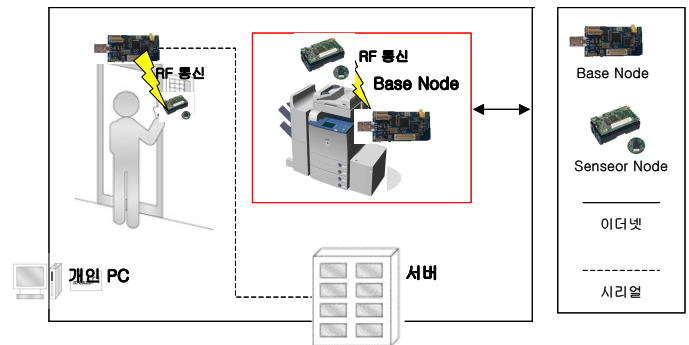 RF 통신
RF 통신
Base Node
개인 PC
서버
Base Node
Senseor Node
이더넷
시리얼